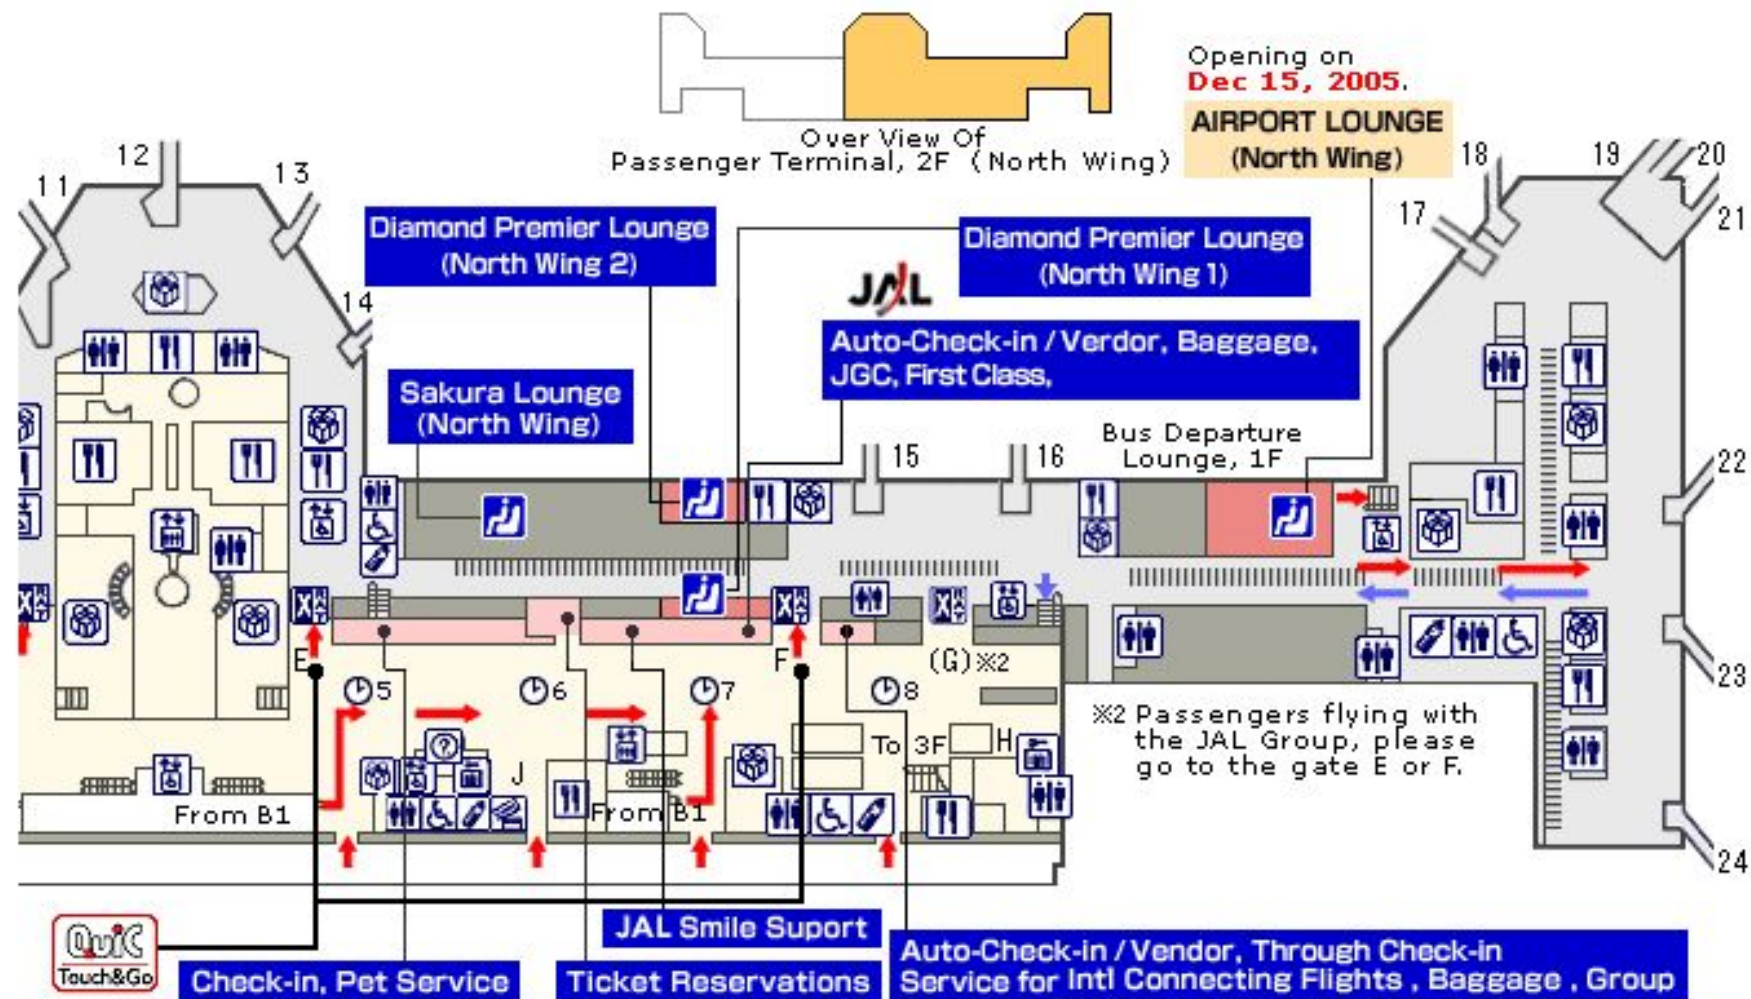 Opening on
Dec 15, 2005.
AIRPORT LOUNGE
(North Wing)
Over View Of
Passenger Terminal, 2F (North Wing)
11
12
13
14
18
19
20
17
21
Diamond Premier Lounge
(North Wing 2)
Diamond Premier Lounge
(North Wing 1)
JAL
Auto-Check-in / Verdor, Baggage,
JGC, First Class,
Sakura Lounge
(North Wing)
Bus Departure
Lounge, 1F
15
16
22
E
F
(G) ※2
5
6
7
8
23
※2 Passengers flying with
the JAL Group, please
go to the gate E or F.
To 3F
H
J
From B1
From B1
24
QuiC
Touch&Go
JAL Smile Suport
Check-in, Pet Service
Ticket Reservations
Auto-Check-in / Vendor, Through Check-in
Service for Intl Connecting Flights , Baggage , Group